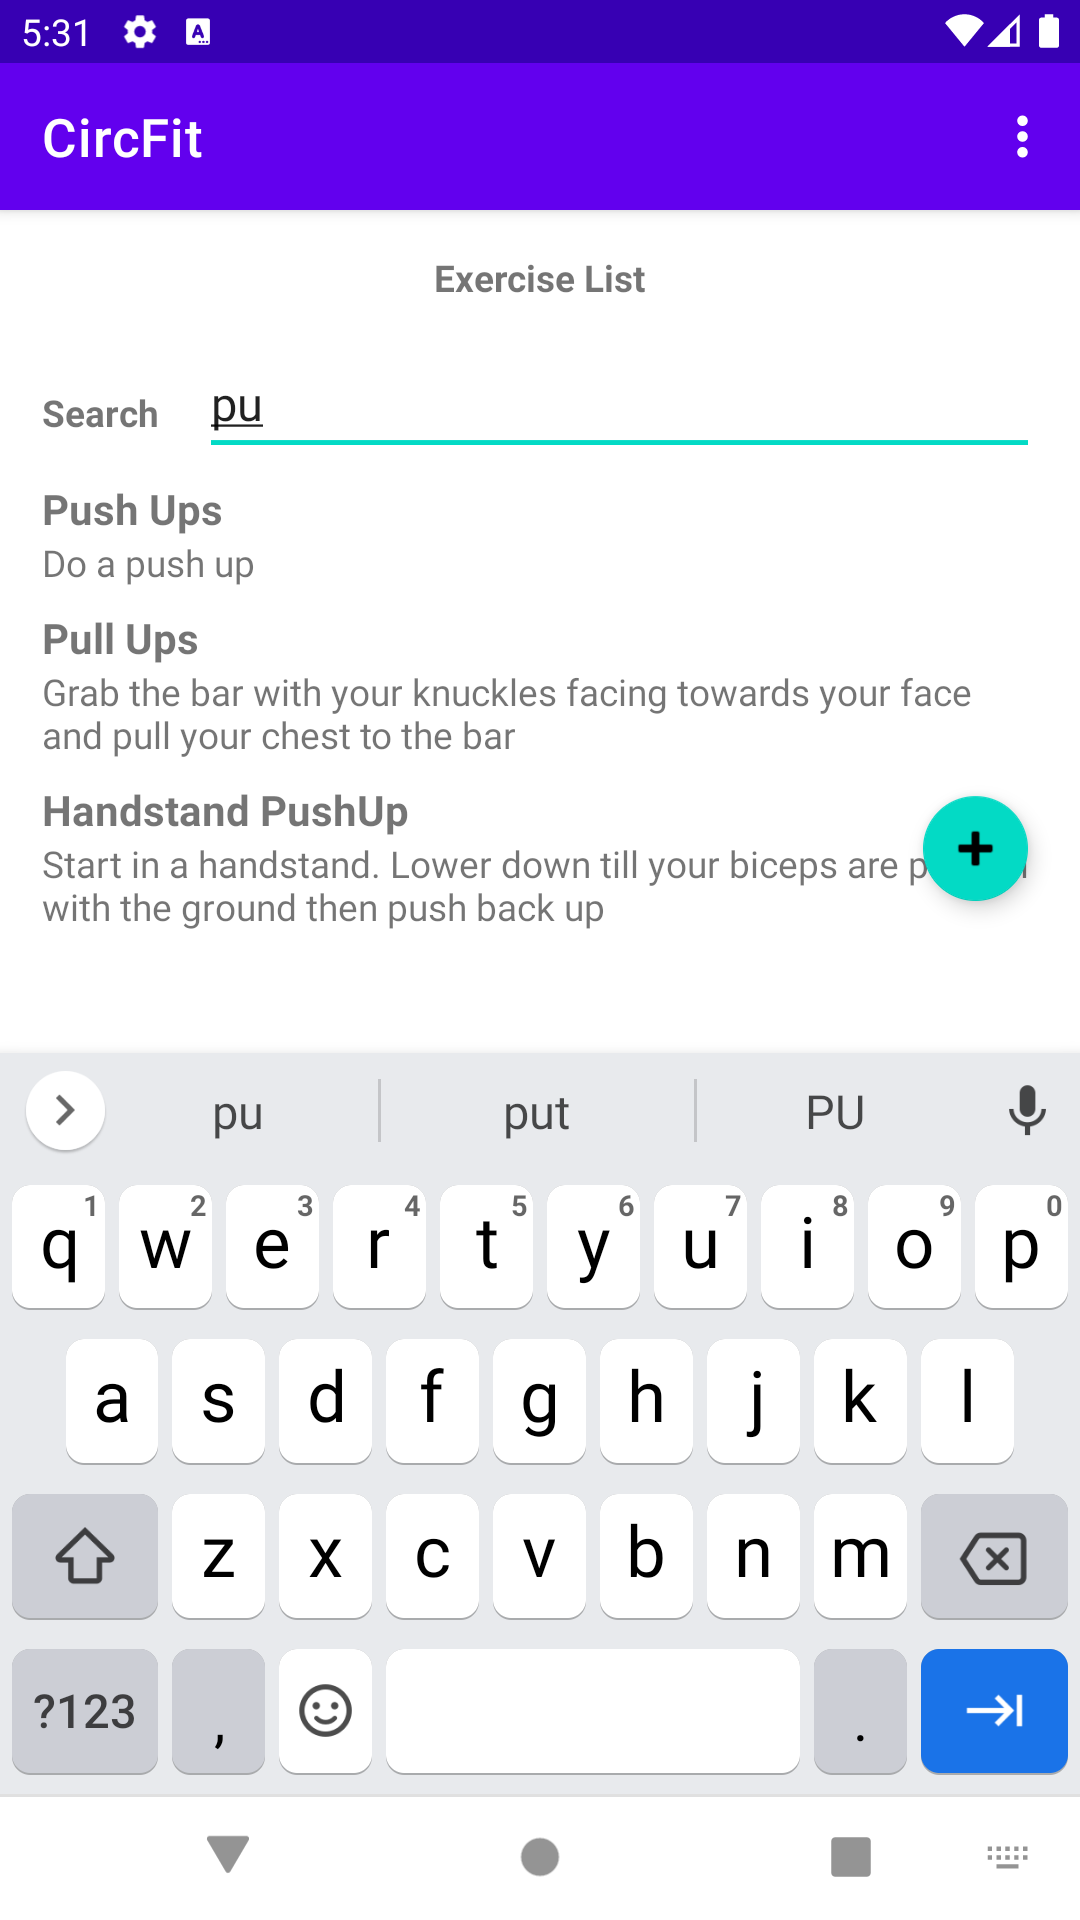 5:31
CircFit
Exercise List
Search pu
Push Ups
Do a push up
Pull Ups
Grab the bar with your knuckles facing towards your face
and pull your chest to the bar
Handstand PushUp
Start in a handstand. Lower down till your biceps are
with the ground then push back up
pu put PU
1 2 3 4 5 6 7 8 9 0
q w e r t y u i o p
a s d f g h j k l
z x c v b n m
?123 , .